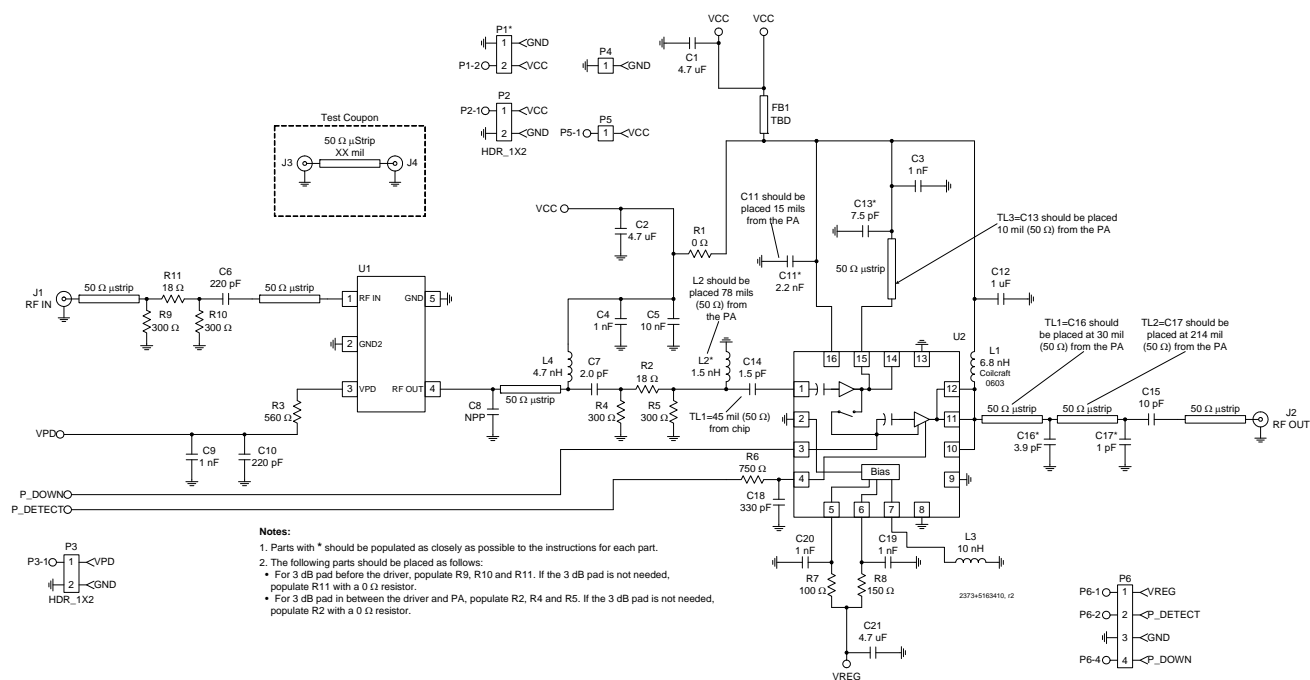 P1*
1
GND
P1-2
2
VCC
P4
1
GND
P2
P2-1
1
VCC
2
GND
HDR_1X2
P5
P5-1
1
VCC
VCC
VCC
C1
4.7 uF
FB1
TBD
Test Coupon
50 Ω µStrip
XX mil
J3
J4
VCC
C2
4.7 uF
R1
0 Ω
C11 should be
placed 15 mils
from the PA
C11*
2.2 nF
C13*
7.5 pF
C3
1 nF
50 Ω µstrip
TL3=C13 should be placed
10 mil (50 Ω) from the PA
C12
1 uF
J1
RF IN
50 Ω µstrip
R11
18 Ω
C6
220 pF
50 Ω µstrip
R9
300 Ω
R10
300 Ω
U1
1
RF IN
GND
5
2
GND2
3
VPD
RF OUT
4
R3
560 Ω
VPD
C9
1 nF
C10
220 pF
C8
NPP
50 Ω µstrip
L4
4.7 nH
C4
1 nF
C5
10 nF
C7
2.0 pF
R2
18 Ω
R4
300 Ω
R5
300 Ω
L2 should be
placed 78 mils
(50 Ω) from
the PA
L2*
1.5 nH
C14
1.5 pF
TL1=45 mil (50 Ω)
from chip
U2
16
15
14
13
1
2
3
4
12
11
10
9
Bias
5
6
7
8
L1
6.8 nH
Coilcraft
0603
TL1=C16 should
be placed at 30 mil
(50 Ω) from the PA
TL2=C17 should be
placed at 214 mil
(50 Ω) from the PA
50 Ω µstrip
50 Ω µstrip
C15
10 pF
50 Ω µstrip
J2
RF OUT
C16*
3.9 pF
C17*
1 pF
R6
750 Ω
C18
330 pF
P_DOWN
P_DETECT
C20
1 nF
C19
1 nF
L3
10 nH
R7
100 Ω
R8
150 Ω
C21
4.7 uF
VREG
2373+5163410, r2
P3
P3-1
1
VPD
2
GND
HDR_1X2
Notes:
1. Parts with * should be populated as closely as possible to the instructions for each part.
2. The following parts should be placed as follows:
• For 3 dB pad before the driver, populate R9, R10 and R11. If the 3 dB pad is not needed,
populate R11 with a 0 Ω resistor.
• For 3 dB pad in between the driver and PA, populate R2, R4 and R5. If the 3 dB pad is not needed,
populate R2 with a 0 Ω resistor.
P6
P6-1
1
VREG
P6-2
2
P_DETECT
3
GND
P6-4
4
P_DOWN